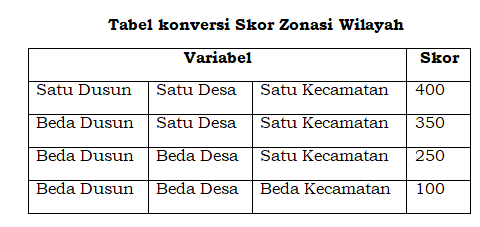 Tabel konversi Skor Zonasi Wilayah
Variabel Skor
Satu Dusun Satu Desa Satu Kecamatan 400
Beda Dusun Satu Desa Satu Kecamatan 350
Beda Dusun Beda Desa Satu Kecamatan 250
Beda Dusun Beda Desa Beda Kecamatan 100